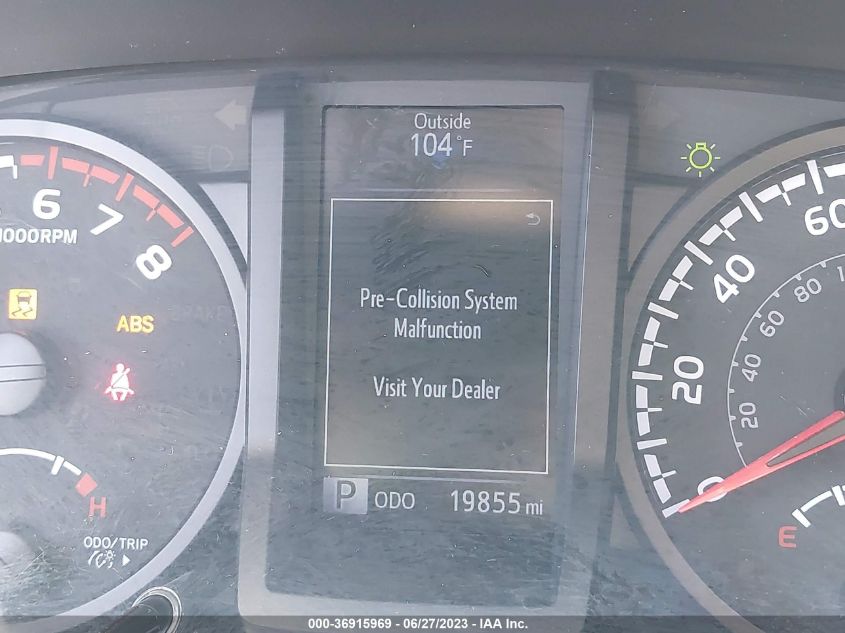 Outside
104°F
Pre-Collision System
Malfunction
Visit Your Dealer
P ODO 19855 mi
6
7
8
1000RPM
ABS
H
ODO/TRIP
0
20
40
60
20
40
60
80
E
000-36915969 - 06/27/2023 - IAA Inc.